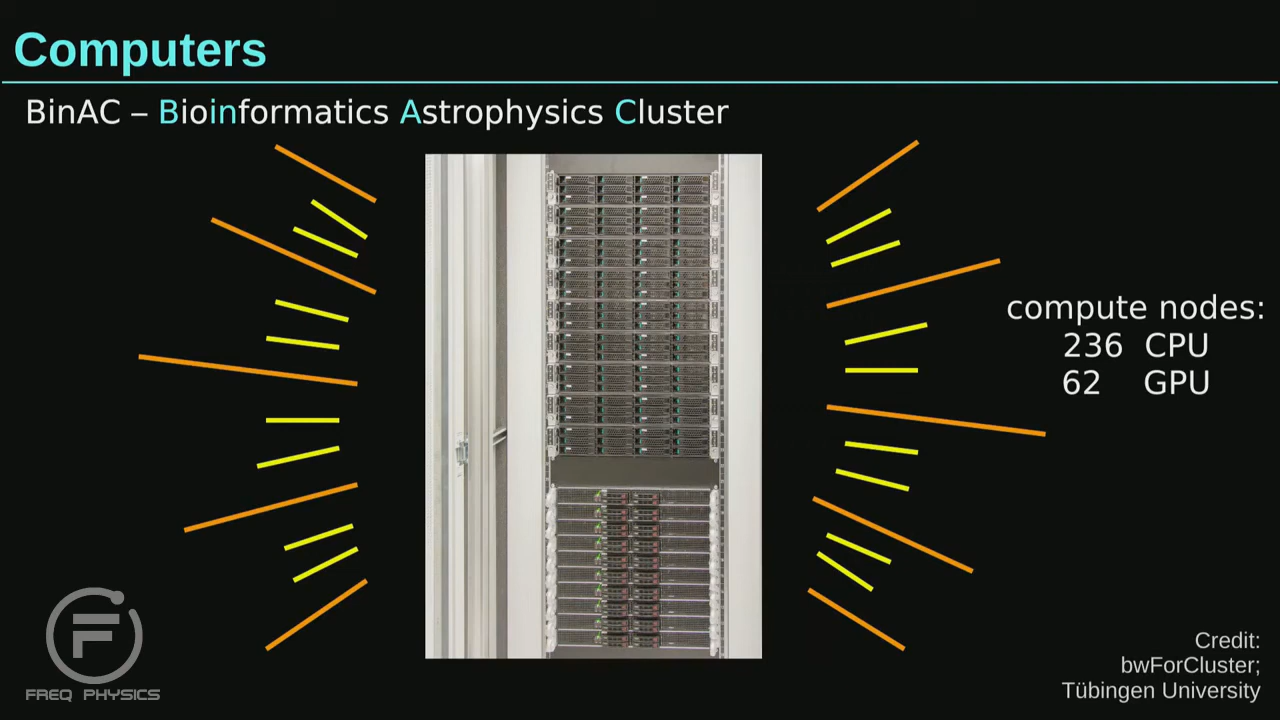 Computers
BinAC – Bioinformatics Astrophysics Cluster
compute nodes:
236 CPU
62 GPU
Credit:
bwForCluster;
Tübingen University
F
FREQ PHYSICS